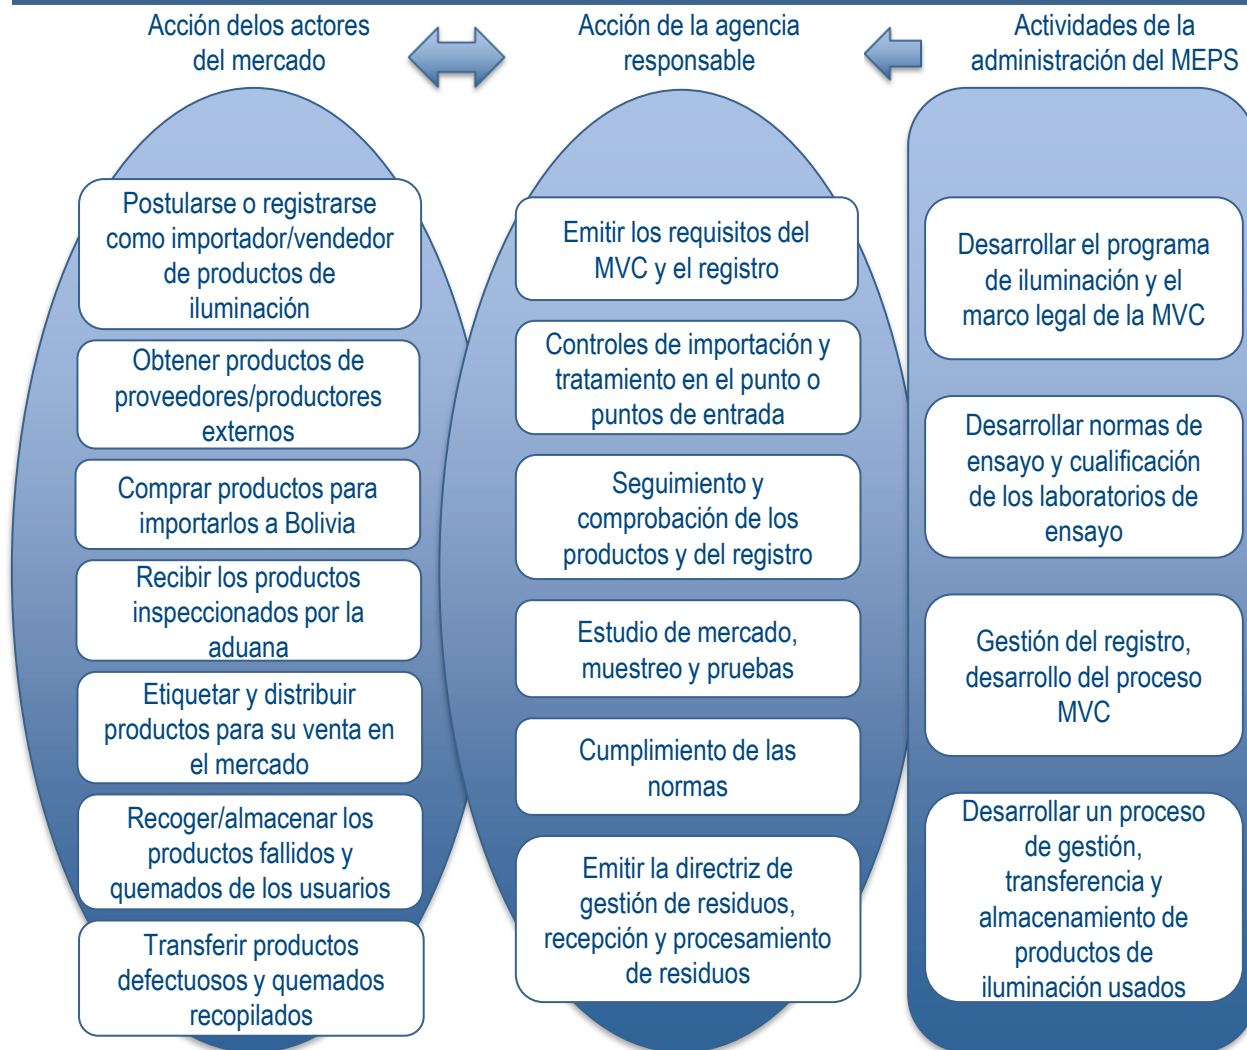 Acción delos actores
del mercado
Acción de la agencia
responsable
Actividades de la
administración del MEPS
Postularse o registrarse
como importador/vendedor
de productos de
iluminación
Obtener productos de
proveedores/productores
externos
Comprar productos para
importarlos a Bolivia
Recibir los productos
inspeccionados por la
aduana
Etiquetar y distribuir
productos para su venta en
el mercado
Recoger/almacenar los
productos fallidos y
quemados de los usuarios
Transferir productos
defectuosos y quemados
recopilados
Emitir los requisitos del
MVC y el registro
Controles de importación y
tratamiento en el punto o
puntos de entrada
Seguimiento y
comprobación de los
productos y del registro
Estudio de mercado,
muestreo y pruebas
Cumplimiento de las
normas
Emitir la directriz de
gestión de residuos,
recepción y procesamiento
de residuos
Desarrollar el programa
de iluminación y el
marco legal de la MVC
Desarrollar normas de
ensayo y cualificación
de los laboratorios de
ensayo
Gestión del registro,
desarrollo del proceso
MVC
Desarrollar un proceso
de gestión,
transferencia y
almacenamiento de
productos de
iluminación usados